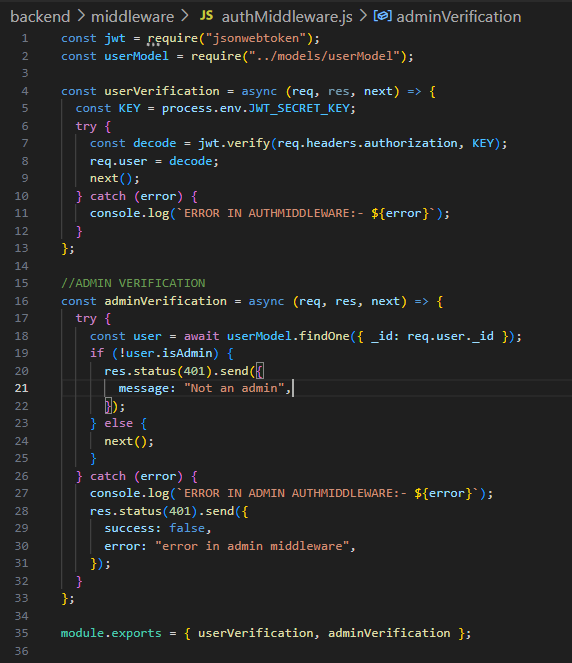 backend > middleware > JS authMiddleware.js > adminVerification
1 const jwt = require("jsonwebtoken");
2 const userModel = require("../models/userModel");
3
4 const userVerification = async (req, res, next) => {
5   const KEY = process.env.JWT_SECRET_KEY;
6   try {
7     const decode = jwt.verify(req.headers.authorization, KEY);
8     req.user = decode;
9     next();
10   } catch (error) {
11     console.log(`ERROR IN AUTHMIDDLEWARE:- ${error}`);
12   }
13 };
14
15 //ADMIN VERIFICATION
16 const adminVerification = async (req, res, next) => {
17   try {
18     const user = await userModel.findOne({ _id: req.user._id });
19     if (!user.isAdmin) {
20       res.status(401).send({
21         message: "Not an admin",
22       });
23     } else {
24       next();
25     }
26   } catch (error) {
27     console.log(`ERROR IN ADMIN AUTHMIDDLEWARE:- ${error}`);
28     res.status(401).send({
29       success: false,
30       error: "error in admin middleware",
31     });
32   }
33 };
34
35 module.exports = { userVerification, adminVerification };
36